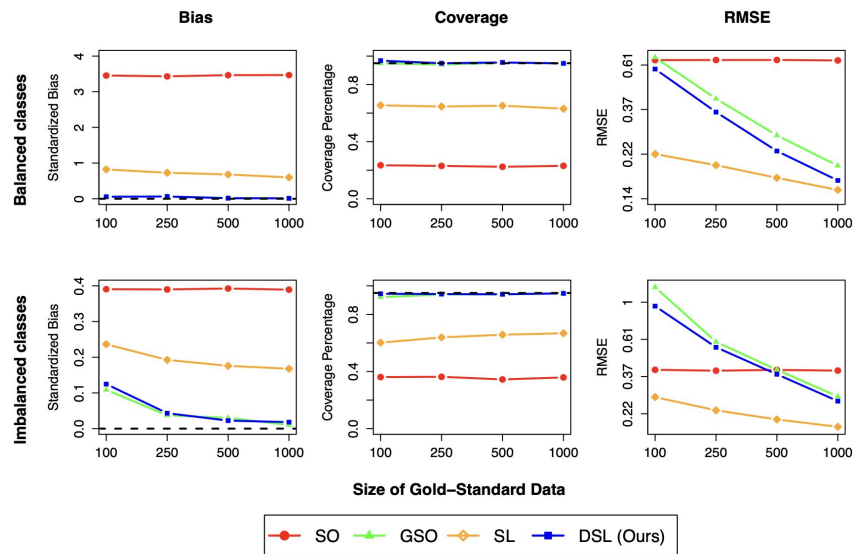 Bias Coverage RMSE
Balanced classes
Standardized Bias
0 1 2 3 4
100 250 500 1000
Coverage Percentage
0.0 0.4 0.8
100 250 500 1000
RMSE
0.14 0.22 0.37 0.61
100 250 500 1000
Imbalanced classes
Standardized Bias
0.0 0.1 0.2 0.3 0.4
100 250 500 1000
Coverage Percentage
0.0 0.4 0.8
100 250 500 1000
RMSE
0.22 0.37 0.61 1
100 250 500 1000
Size of Gold−Standard Data
SO GSO SL DSL (Ours)